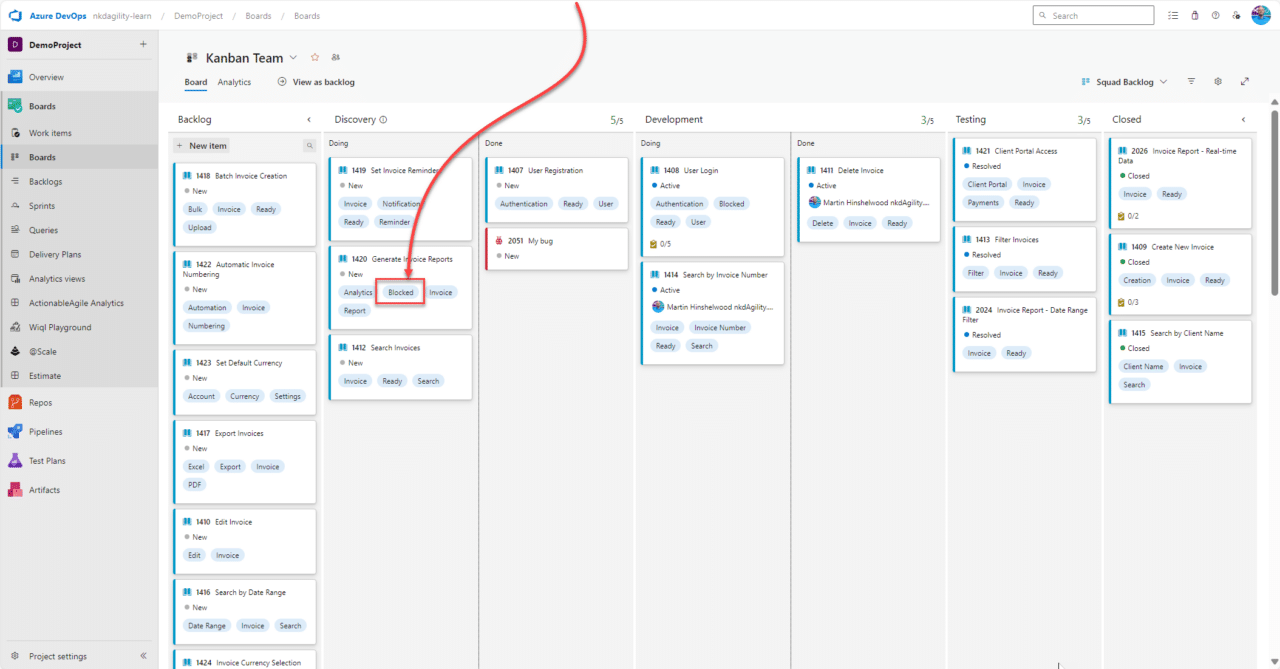 Azure DevOps nkdagility-learn / DemoProject / Boards / Boards
Search
D DemoProject +
Overview
Boards
Work items
Boards
Backlogs
Sprints
Queries
Delivery Plans
Analytics views
ActionableAgile Analytics
Wiql Playground
@Scale
Estimate
Repos
Pipelines
Test Plans
Artifacts
Project settings
Kanban Team
Board Analytics View as backlog
Squad Backlog
Backlog
+ New item
1418 Batch Invoice Creation
New
Bulk Invoice Ready
Upload
1422 Automatic Invoice
Numbering
New
Automation Invoice
Numbering
1423 Set Default Currency
New
Account Currency Settings
1417 Export Invoices
New
Excel Export Invoice
PDF
1410 Edit Invoice
New
Edit Invoice
1416 Search by Date Range
New
Date Range Invoice Search
1424 Invoice Currency Selection
Discovery 5/5
Doing
1419 Set Invoice Reminder
New
Invoice Notification
Ready Reminder
1420 Generate Invoice Reports
New
Analytics Blocked Invoice
Report
1412 Search Invoices
New
Invoice Ready Search
Done
1407 User Registration
New
Authentication Ready User
2051 My bug
New
Development 3/5
Doing
1408 User Login
Active
Authentication Blocked
Ready User
0/5
1414 Search by Invoice Number
Active
Martin Hinshelwood nkdAgility...
Invoice Invoice Number
Ready Search
Done
1411 Delete Invoice
Active
Martin Hinshelwood nkdAgility...
Delete Invoice Ready
Testing 3/5
1421 Client Portal Access
Resolved
Client Portal Invoice
Payments Ready
1413 Filter Invoices
Resolved
Filter Invoice Ready
2024 Invoice Report - Date Range
Filter
Resolved
Invoice Ready
Closed
2026 Invoice Report - Real-time
Data
Closed
Invoice Ready
0/2
1409 Create New Invoice
Closed
Creation Invoice Ready
0/3
1415 Search by Client Name
Closed
Client Name Invoice
Search